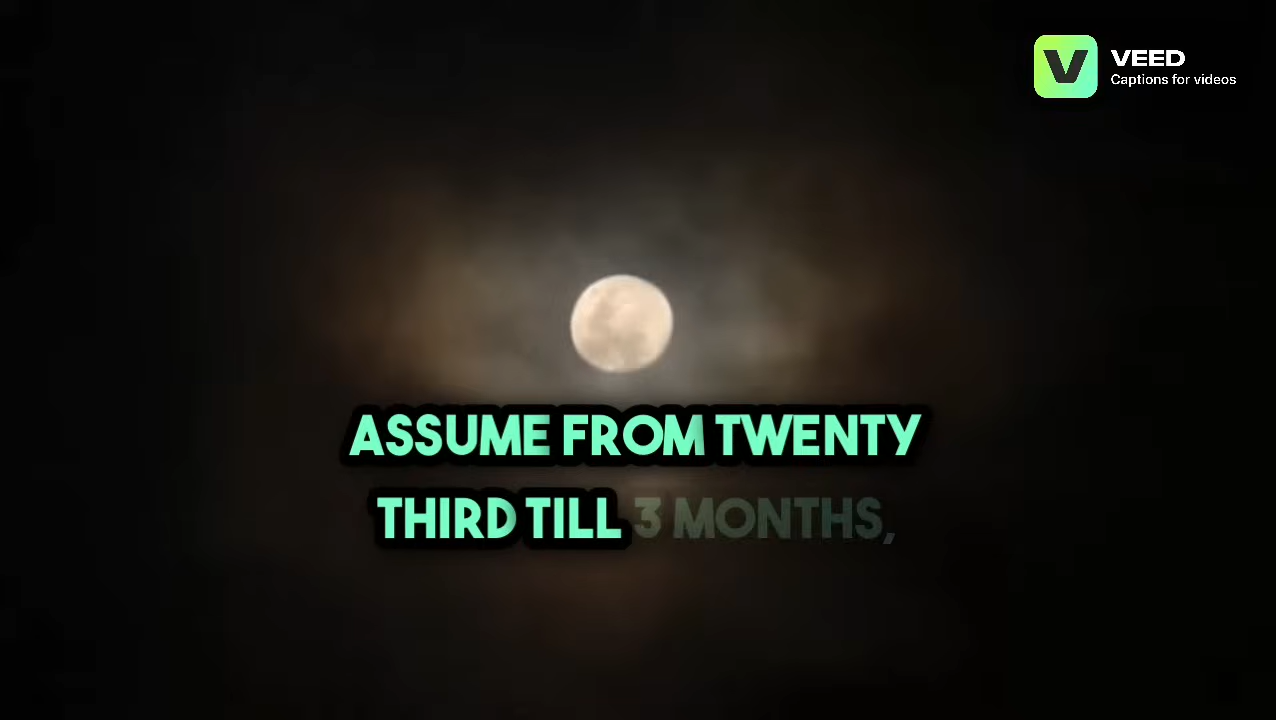 VEED
Captions for videos
ASSUME FROM TWENTY
THIRD TILL 3 MONTHS,